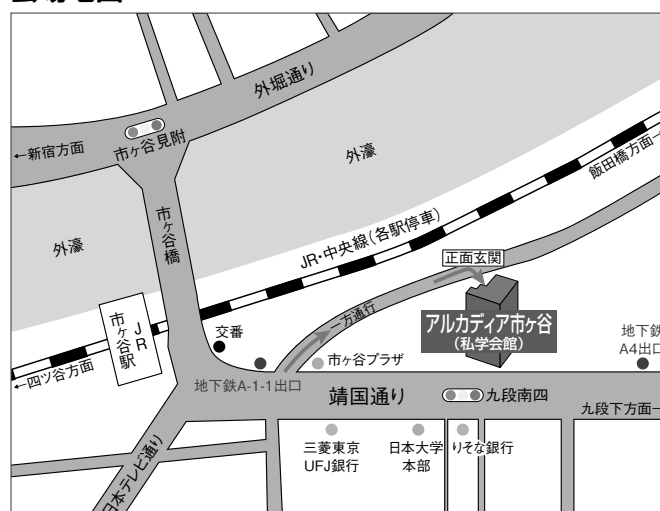 外堀通り
←新宿方面
市ヶ谷見附
外濠
飯田橋方面→
市ヶ谷橋
外濠
JR・中央線(各駅停車)
正面玄関
アルカディア市ヶ谷
(私学会館)
JR
市ヶ谷駅
交番
一方通行
市ヶ谷プラザ
地下鉄
A4出口
←四ツ谷方面
地下鉄A-1-1出口
靖国通り
九段南四
九段下方面→
三菱東京
UFJ銀行
日本大学
本部
りそな銀行
日本テレビ通り